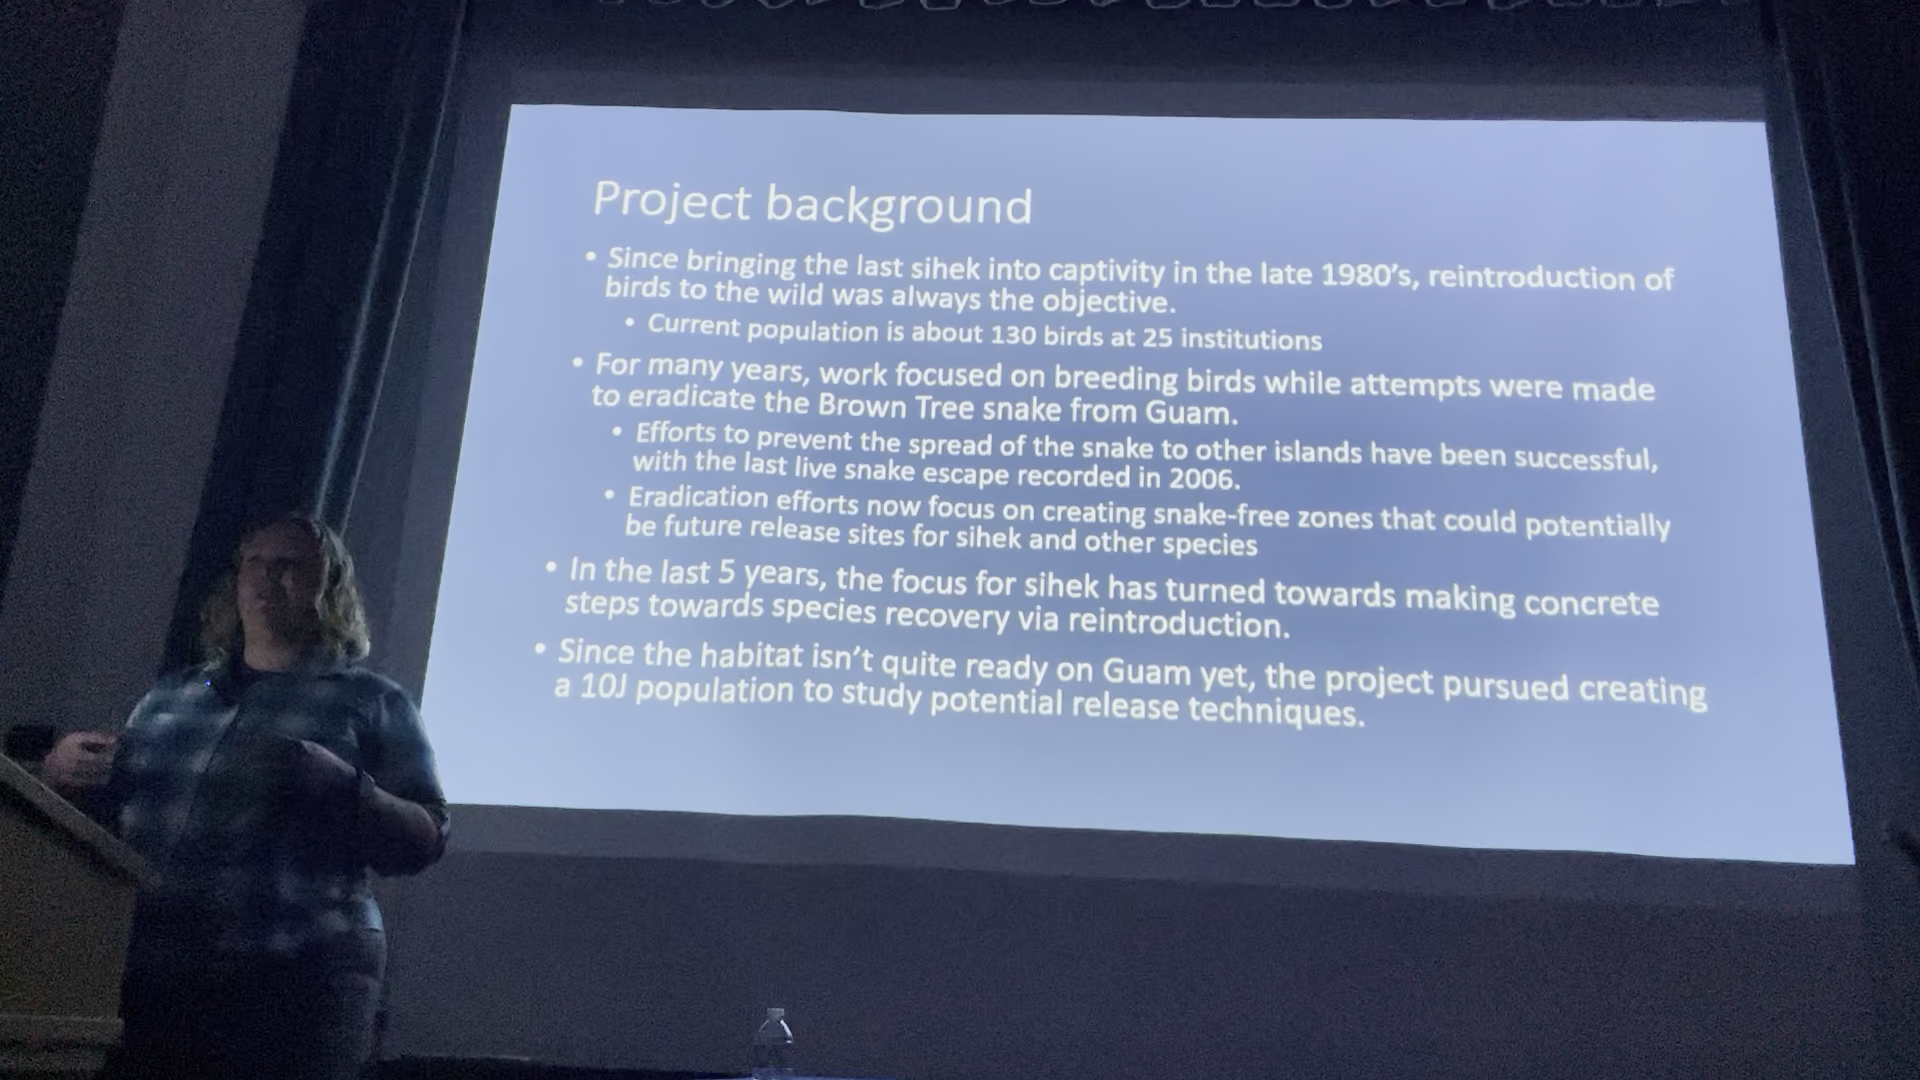 Project background
• Since bringing the last sihek into captivity in the late 1980's, reintroduction of
birds to the wild was always the objective.
• Current population is about 130 birds at 25 institutions
• For many years, work focused on breeding birds while attempts were made
to eradicate the Brown Tree snake from Guam.
• Efforts to prevent the spread of the snake to other islands have been successful,
with the last live snake escape recorded in 2006.
• Eradication efforts now focus on creating snake-free zones that could potentially
be future release sites for sihek and other species
• In the last 5 years, the focus for sihek has turned towards making concrete
steps towards species recovery via reintroduction.
• Since the habitat isn't quite ready on Guam yet, the project pursued creating
a 10J population to study potential release techniques.